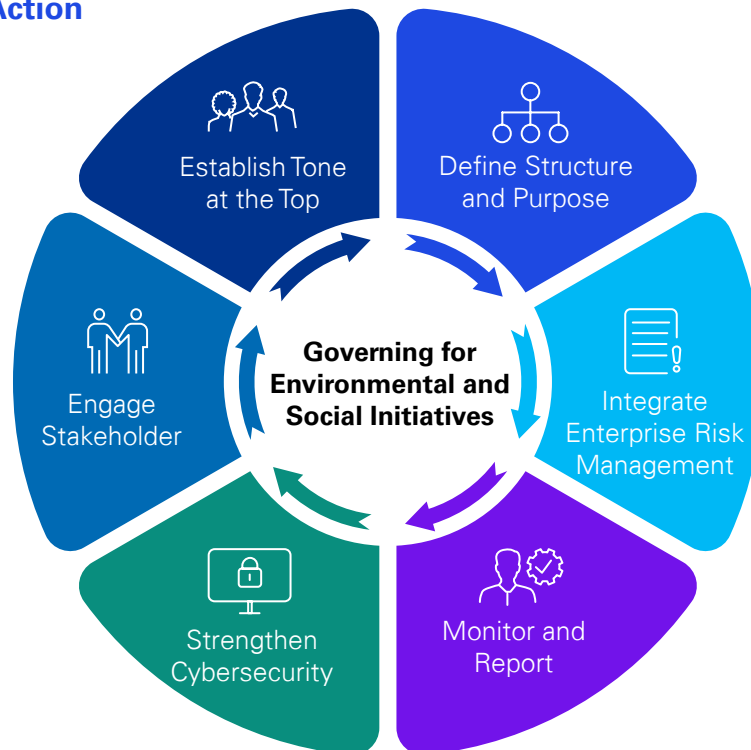 Action
Establish Tone
at the Top
Define Structure
and Purpose
Integrate
Enterprise Risk
Management
Monitor and
Report
Strengthen
Cybersecurity
Engage
Stakeholder
Governing for
Environmental and
Social Initiatives